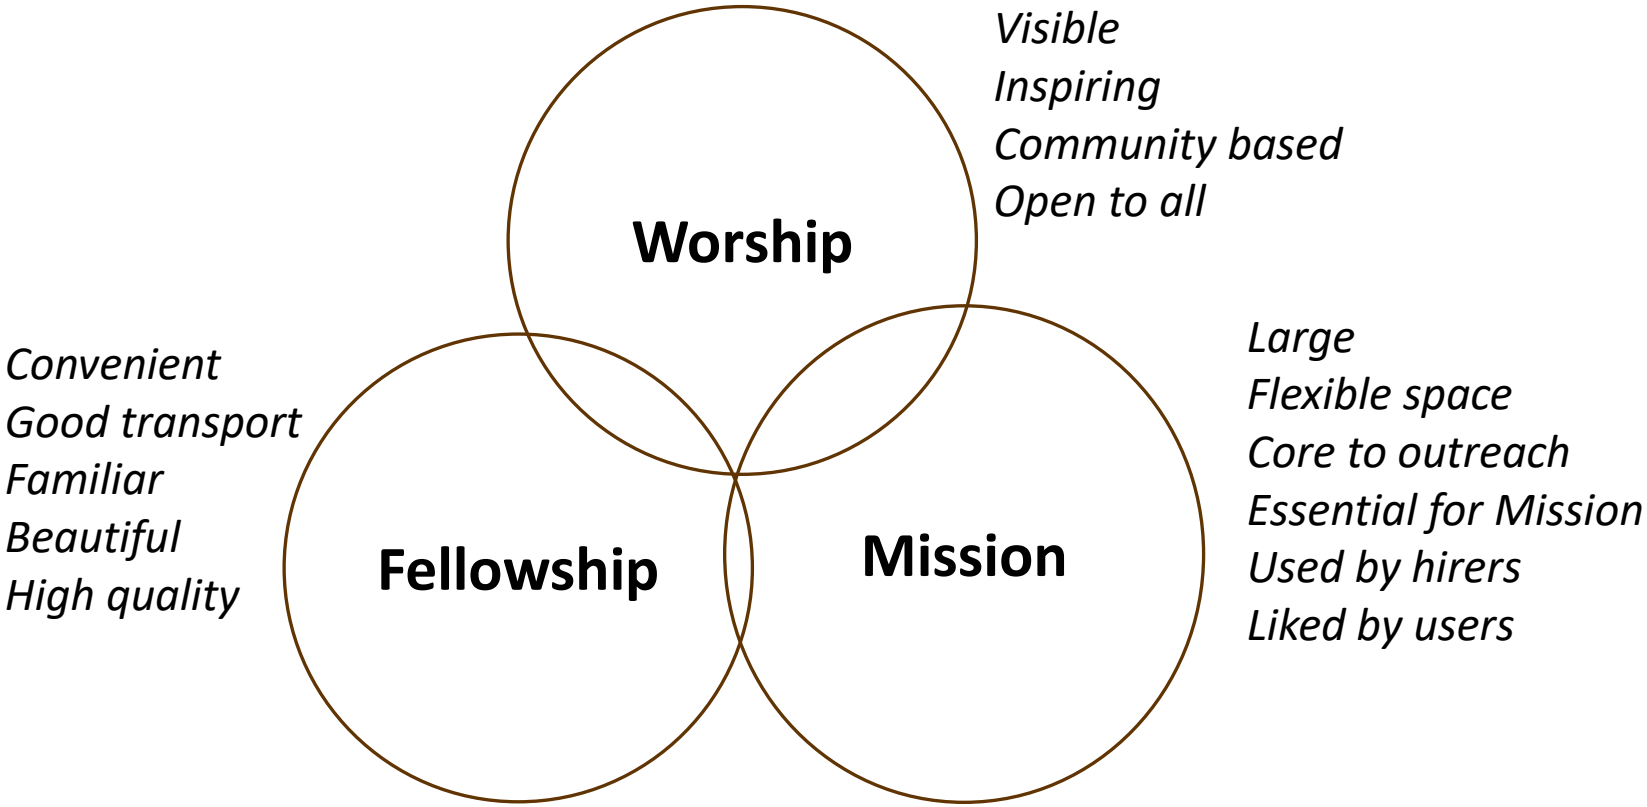 Visible
Inspiring
Community based
Open to all
Worship
Convenient
Good transport
Familiar
Beautiful
High quality
Fellowship
Mission
Large
Flexible space
Core to outreach
Essential for Mission
Used by hirers
Liked by users